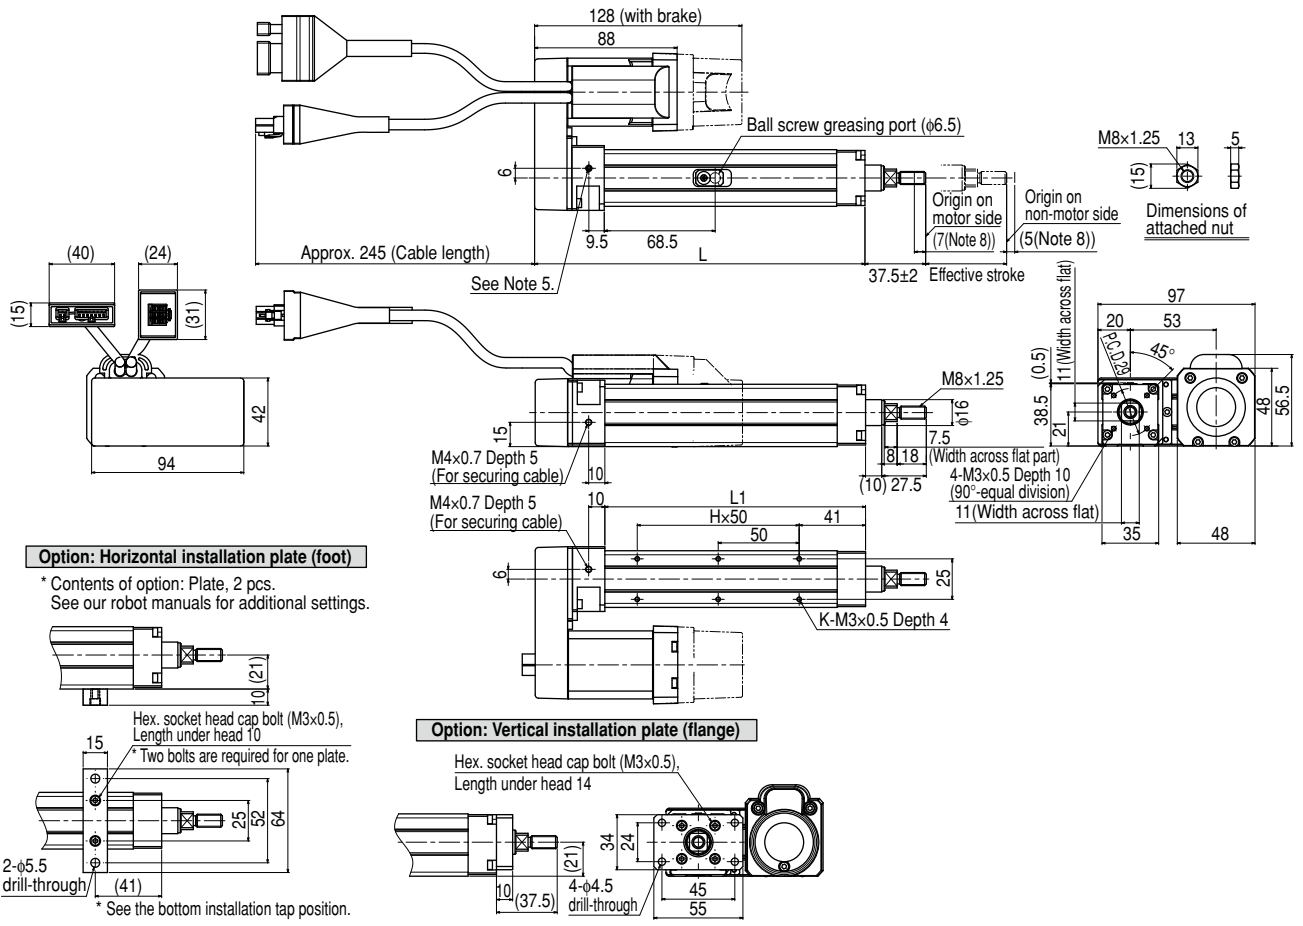 128 (with brake)
88
Ball screw greasing port (ϕ6.5)
6
9.5
68.5
Approx. 245 (Cable length)
L
See Note 5.
37.5±2
Effective stroke
Origin on
motor side
(7(Note 8))
Origin on
non-motor side
(5(Note 8))
M8×1.25
13
5
(15)
Dimensions of
attached nut
(40)
(24)
(15)
(31)
42
94
15
M4×0.7 Depth 5
(For securing cable)
10
M8×1.25
ϕ16
7.5
(Width across flat part)
8
18
(10)
27.5
97
20
53
11(Width across flat)
P.C.D.29
45°
(0.5)
38.5
21
48
56.5
4-M3×0.5 Depth 10
(90°-equal division)
11(Width across flat)
35
48
M4×0.7 Depth 5
(For securing cable)
10
L1
H×50
41
50
6
25
K-M3×0.5 Depth 4
Option: Horizontal installation plate (foot)
* Contents of option: Plate, 2 pcs.
See our robot manuals for additional settings.
(21)
10
Hex. socket head cap bolt (M3×0.5),
Length under head 10
* Two bolts are required for one plate.
15
25
52
64
2-ϕ5.5
drill-through
(41)
* See the bottom installation tap position.
Option: Vertical installation plate (flange)
Hex. socket head cap bolt (M3×0.5),
Length under head 14
(21)
10
(37.5)
34
24
4-ϕ4.5
drill-through
45
55